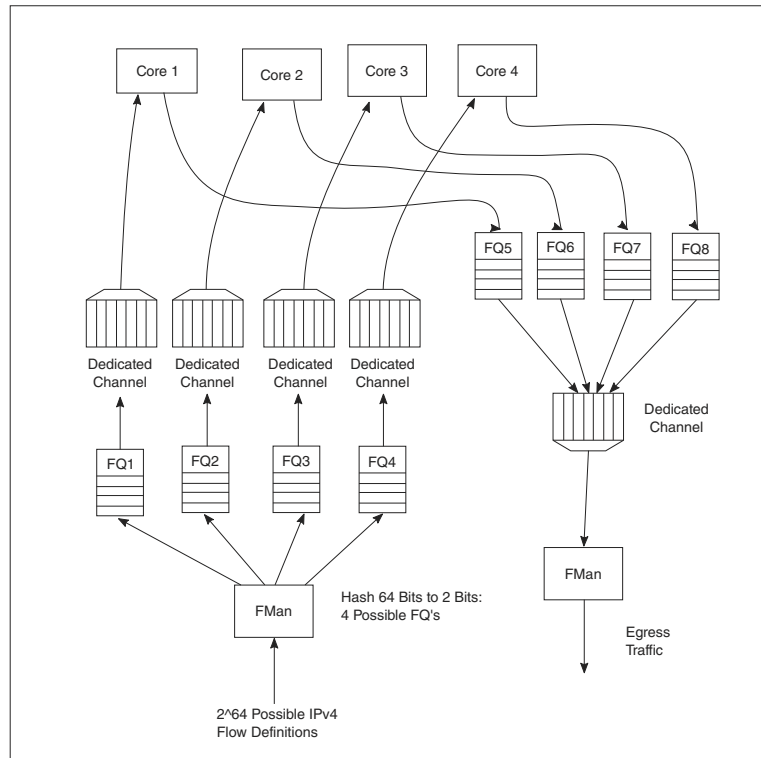 Core 1
Core 2
Core 3
Core 4
FQ5
FQ6
FQ7
FQ8
Dedicated
Channel
Dedicated
Channel
Dedicated
Channel
Dedicated
Channel
Dedicated
Channel
FQ1
FQ2
FQ3
FQ4
FMan
Hash 64 Bits to 2 Bits:
4 Possible FQ's
FMan
Egress
Traffic
2^64 Possible IPv4
Flow Definitions